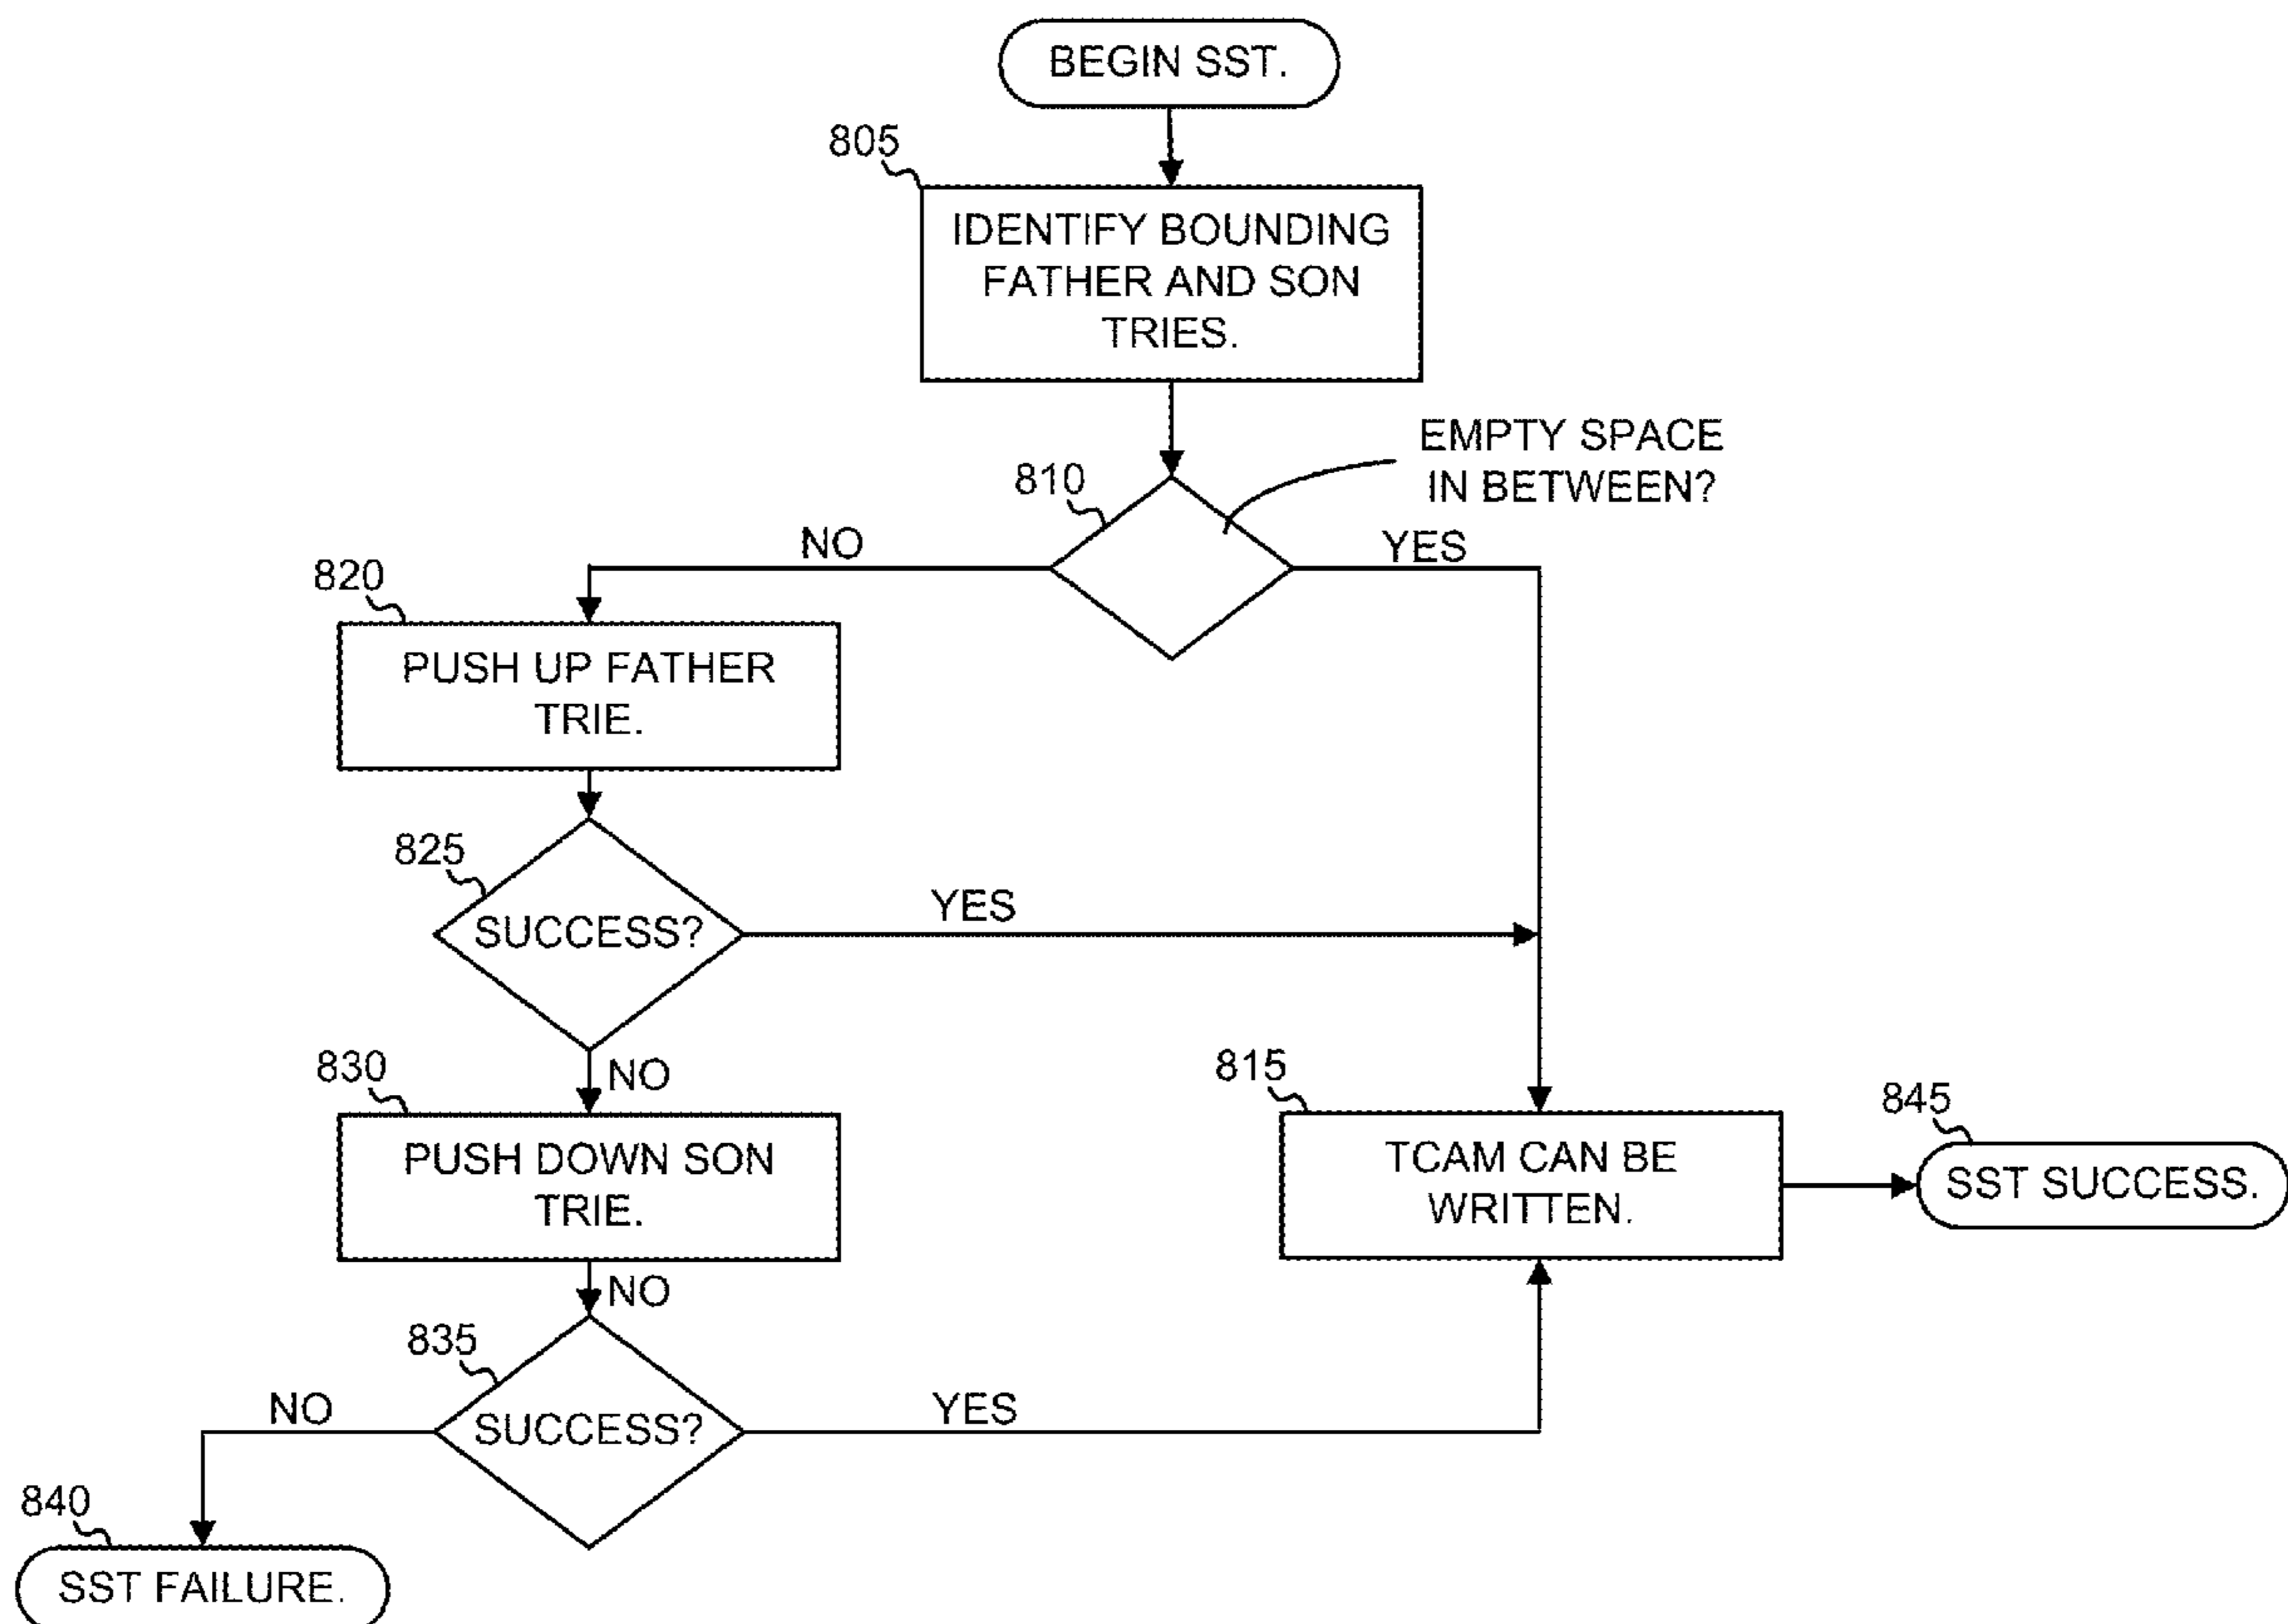 BEGIN SST.
805
IDENTIFY BOUNDING
FATHER AND SON
TRIES.
EMPTY SPACE
IN BETWEEN?
810
NO
YES
820
PUSH UP FATHER
TRIE.
825
SUCCESS?
YES
NO
830
PUSH DOWN SON
TRIE.
815
TCAM CAN BE
WRITTEN.
845
SST SUCCESS.
NO
835
SUCCESS?
NO
YES
840
SST FAILURE.